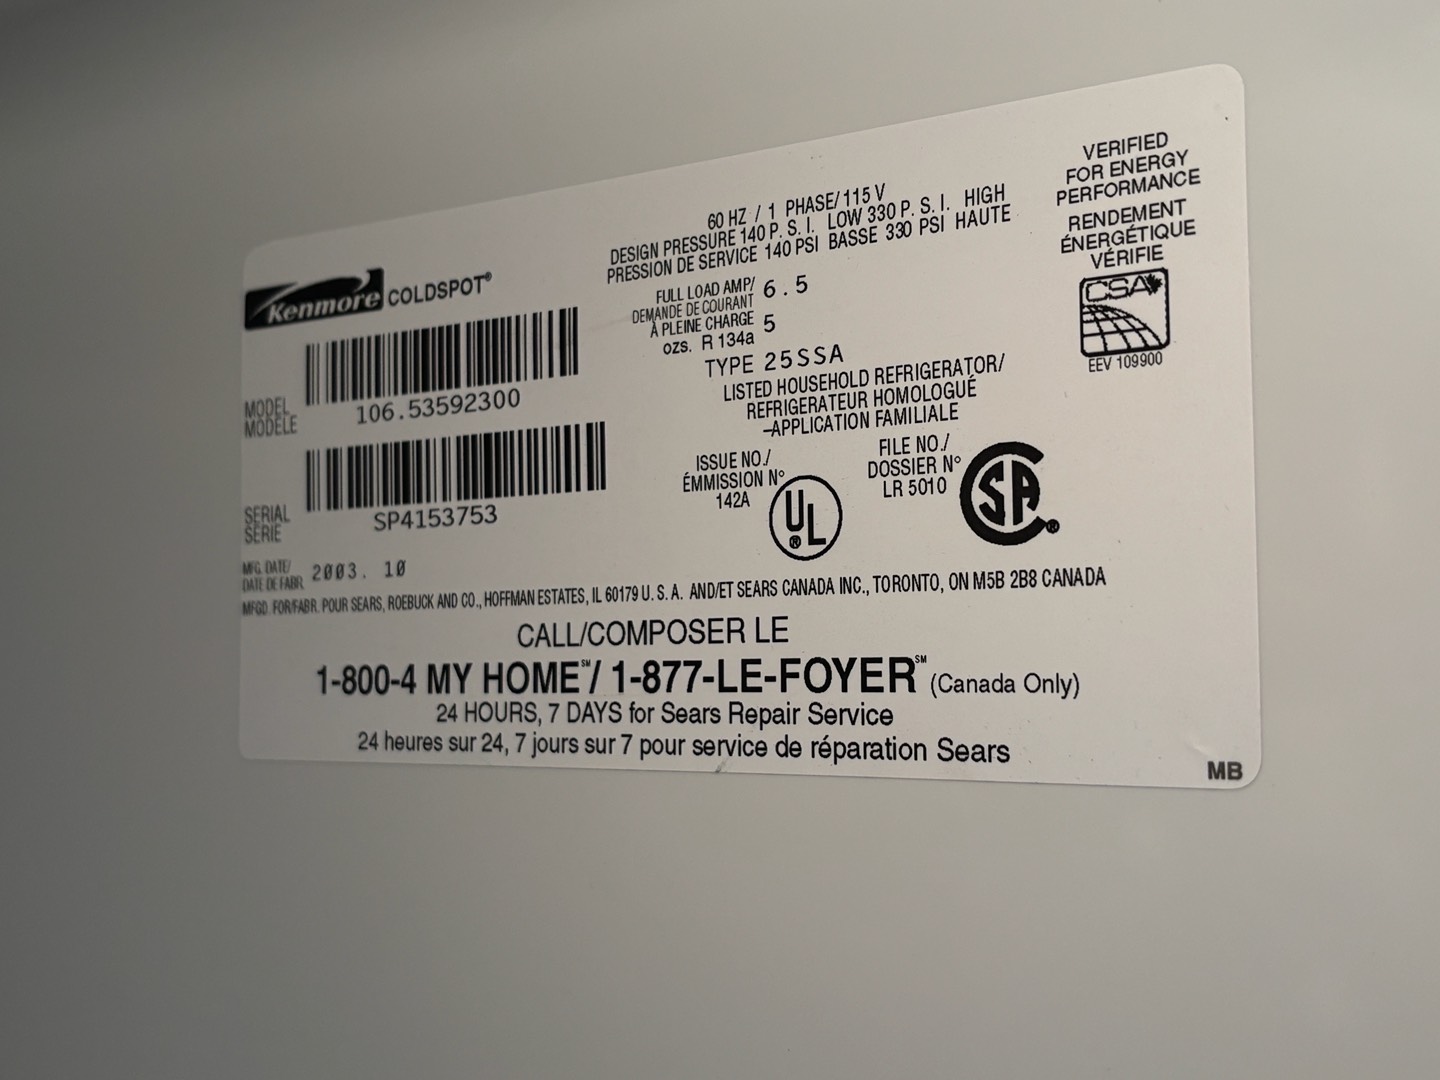 Kenmore COLDSPOT®
MODEL
MODÈLE
106.53592300
SERIAL
SÉRIE
SP4153753
MFG. DATE/
DATE DE FABR.
2003. 10
60 HZ / 1 PHASE/115 V
DESIGN PRESSURE 140 P. S. I. LOW 330 P. S. I. HIGH
PRESSION DE SERVICE 140 PSI BASSE 330 PSI HAUTE
FULL LOAD AMP/
DEMANDE DE COURANT
À PLEINE CHARGE
6.5
ozs. R 134a
5
TYPE 25SSA
LISTED HOUSEHOLD REFRIGERATOR/
REFRIGERATEUR HOMOLOGUÉ
–APPLICATION FAMILIALE
ISSUE NO./
ÉMMISSION N°
142A
UL®
FILE NO./
DOSSIER N°
LR 5010
CSA®
VERIFIED
FOR ENERGY
PERFORMANCE
RENDEMENT
ÉNERGÉTIQUE
VÉRIFIE
CSA
EEV 109900
MFGD. FOR/FABR. POUR SEARS, ROEBUCK AND CO., HOFFMAN ESTATES, IL 60179 U. S. A. AND/ET SEARS CANADA INC., TORONTO, ON M5B 2B8 CANADA
CALL/COMPOSER LE
1-800-4 MY HOME℠/ 1-877-LE-FOYER℠ (Canada Only)
24 HOURS, 7 DAYS for Sears Repair Service
24 heures sur 24, 7 jours sur 7 pour service de réparation Sears
MB